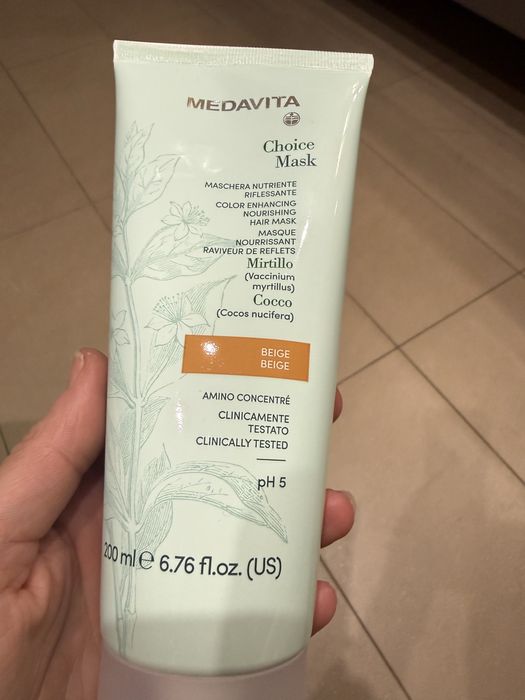 MEDAVITA
Choice
Mask
MASCHERA NUTRIENTE
RIFLESSANTE
COLOR ENHANCING
NOURISHING
HAIR MASK
MASQUE
NOURRISSANT
RAVIVEUR DE REFLETS
Mirtillo
(Vaccinium
myrtillus)
Cocco
(Cocos nucifera)
BEIGE
BEIGE
AMINO CONCENTRÉ
CLINICAMENTE
TESTATO
CLINICALLY TESTED
pH 5
200 ml ℮ 6.76 fl.oz. (US)